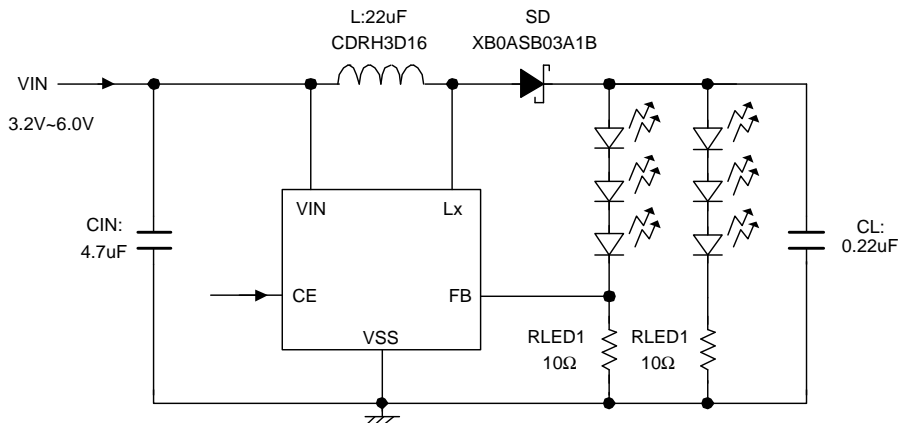 L:22uF
CDRH3D16
SD
XB0ASB03A1B
VIN
3.2V~6.0V
VIN
Lx
CIN:
4.7uF
CL:
0.22uF
CE
FB
VSS
RLED1
10Ω
RLED1
10Ω